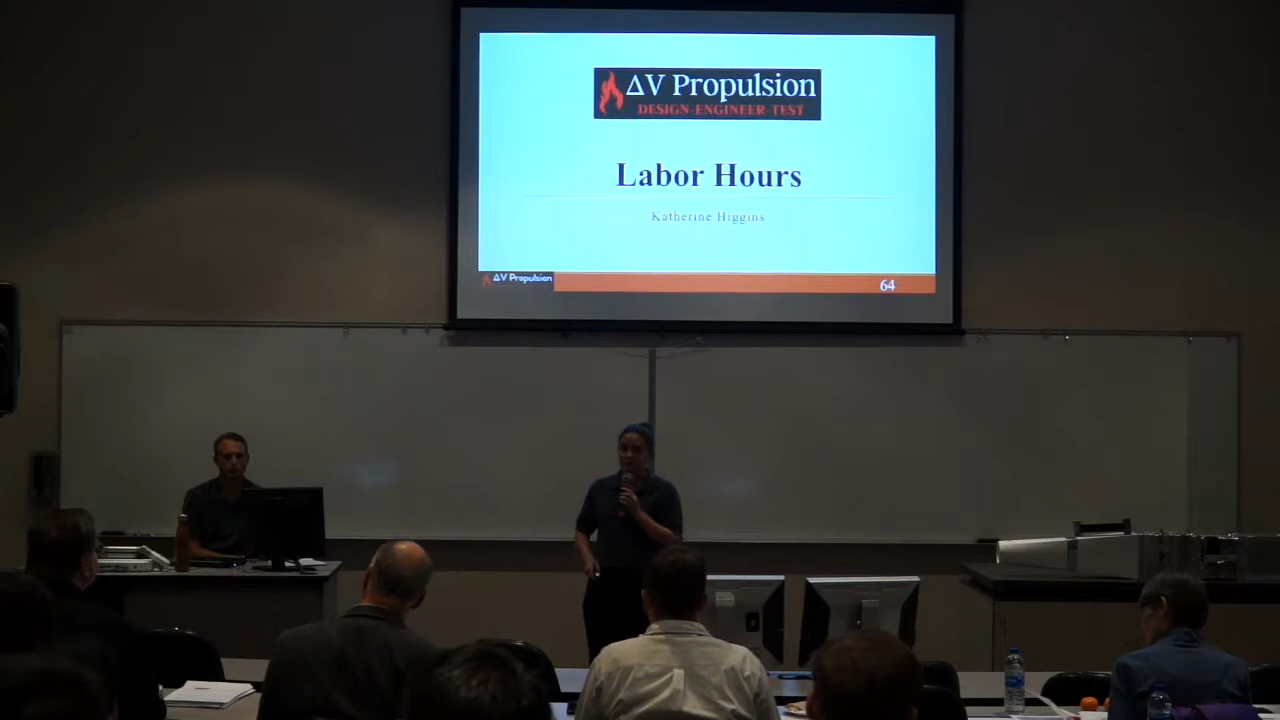 ΔV Propulsion
DESIGN-ENGINEER-TEST
Labor Hours
Katherine Higgins
ΔV Propulsion
64